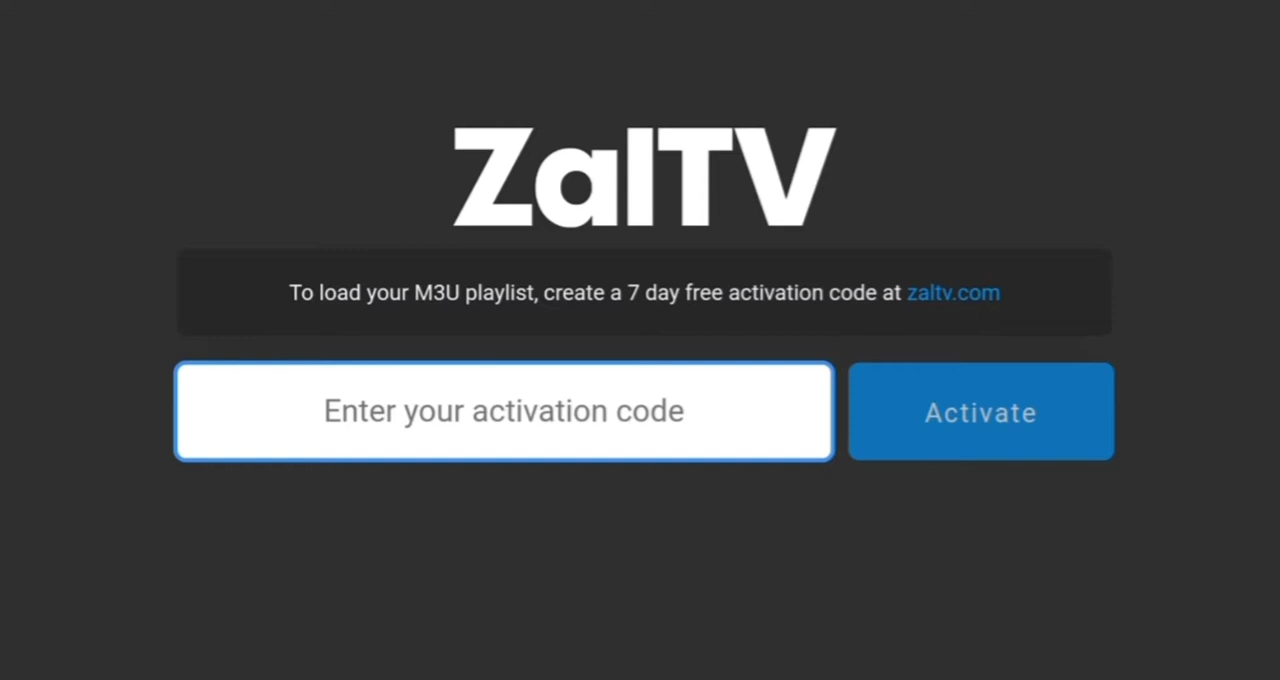 ZalTV
To load your M3U playlist, create a 7 day free activation code at zaltv.com
Enter your activation code
Activate